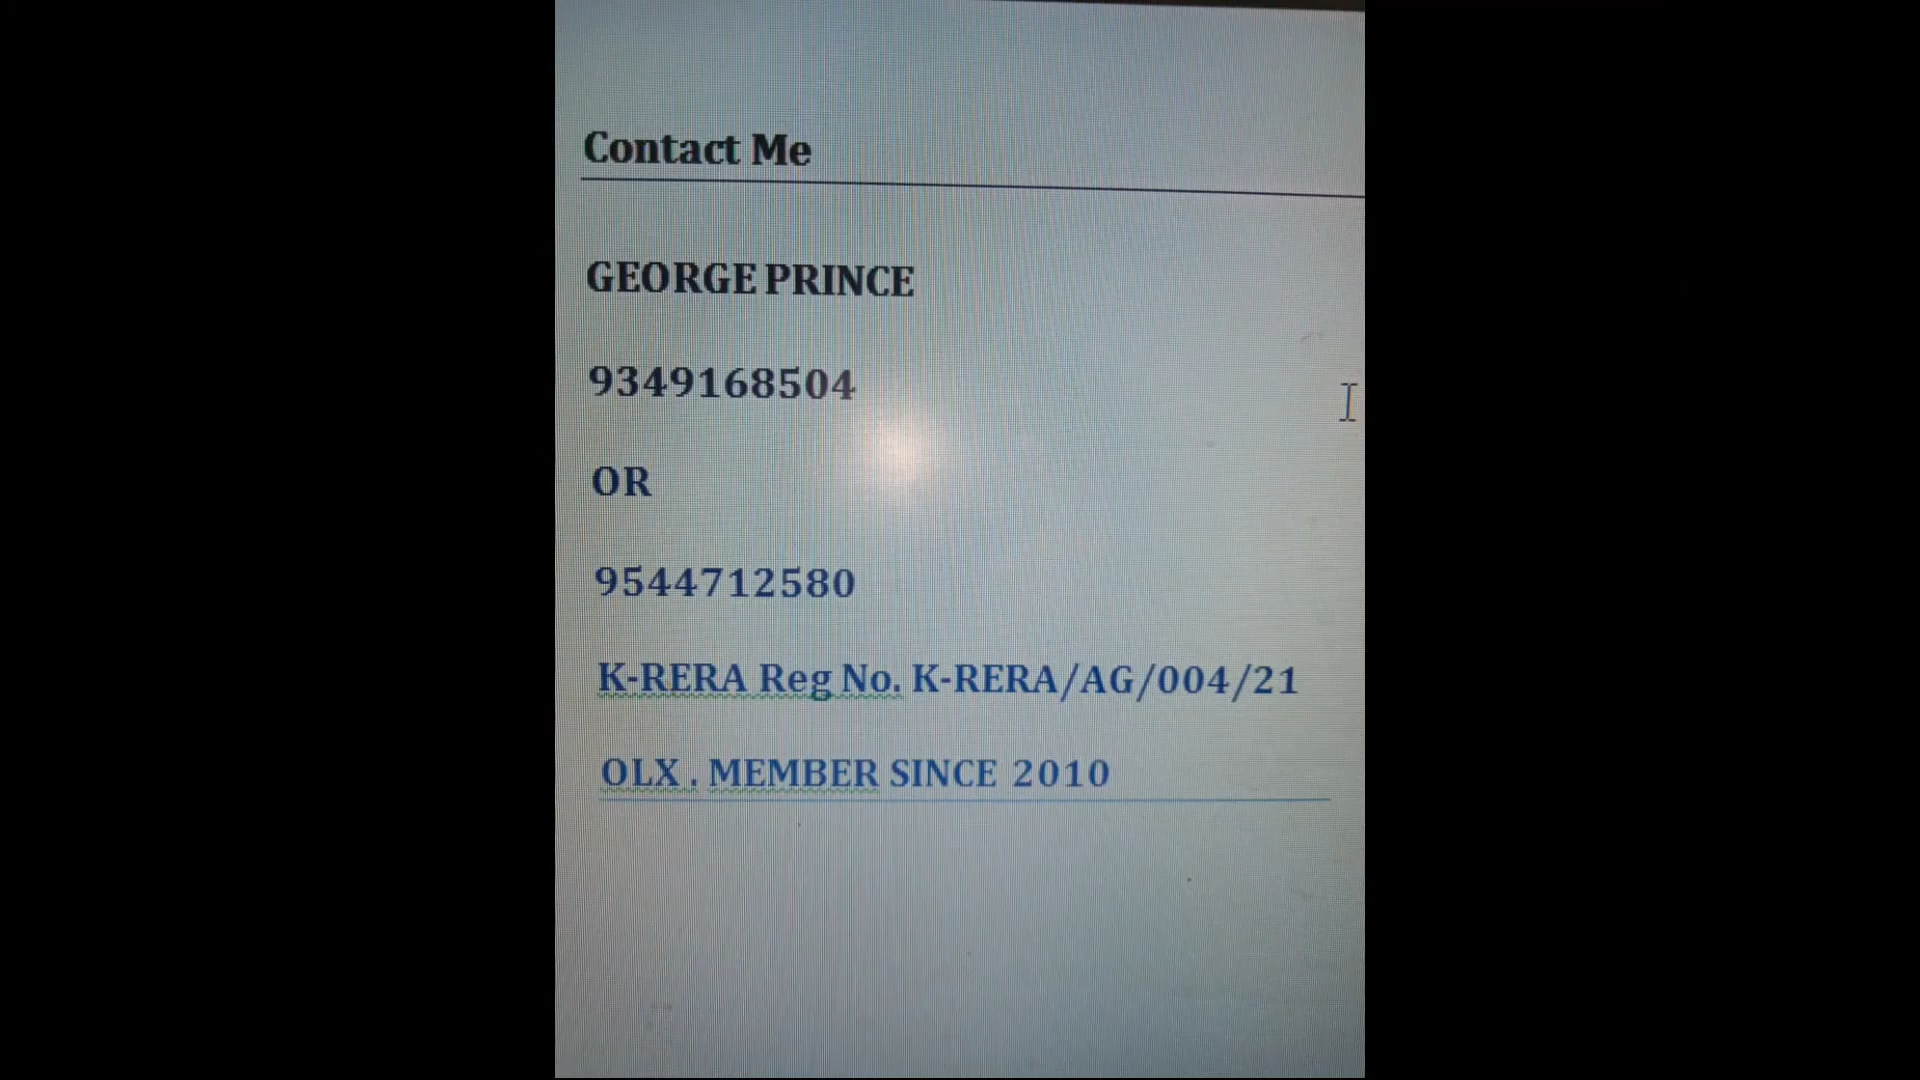 Contact Me
GEORGE PRINCE
9349168504
OR
9544712580
K-RERA Reg No. K-RERA/AG/004/21
OLX . MEMBER SINCE 2010